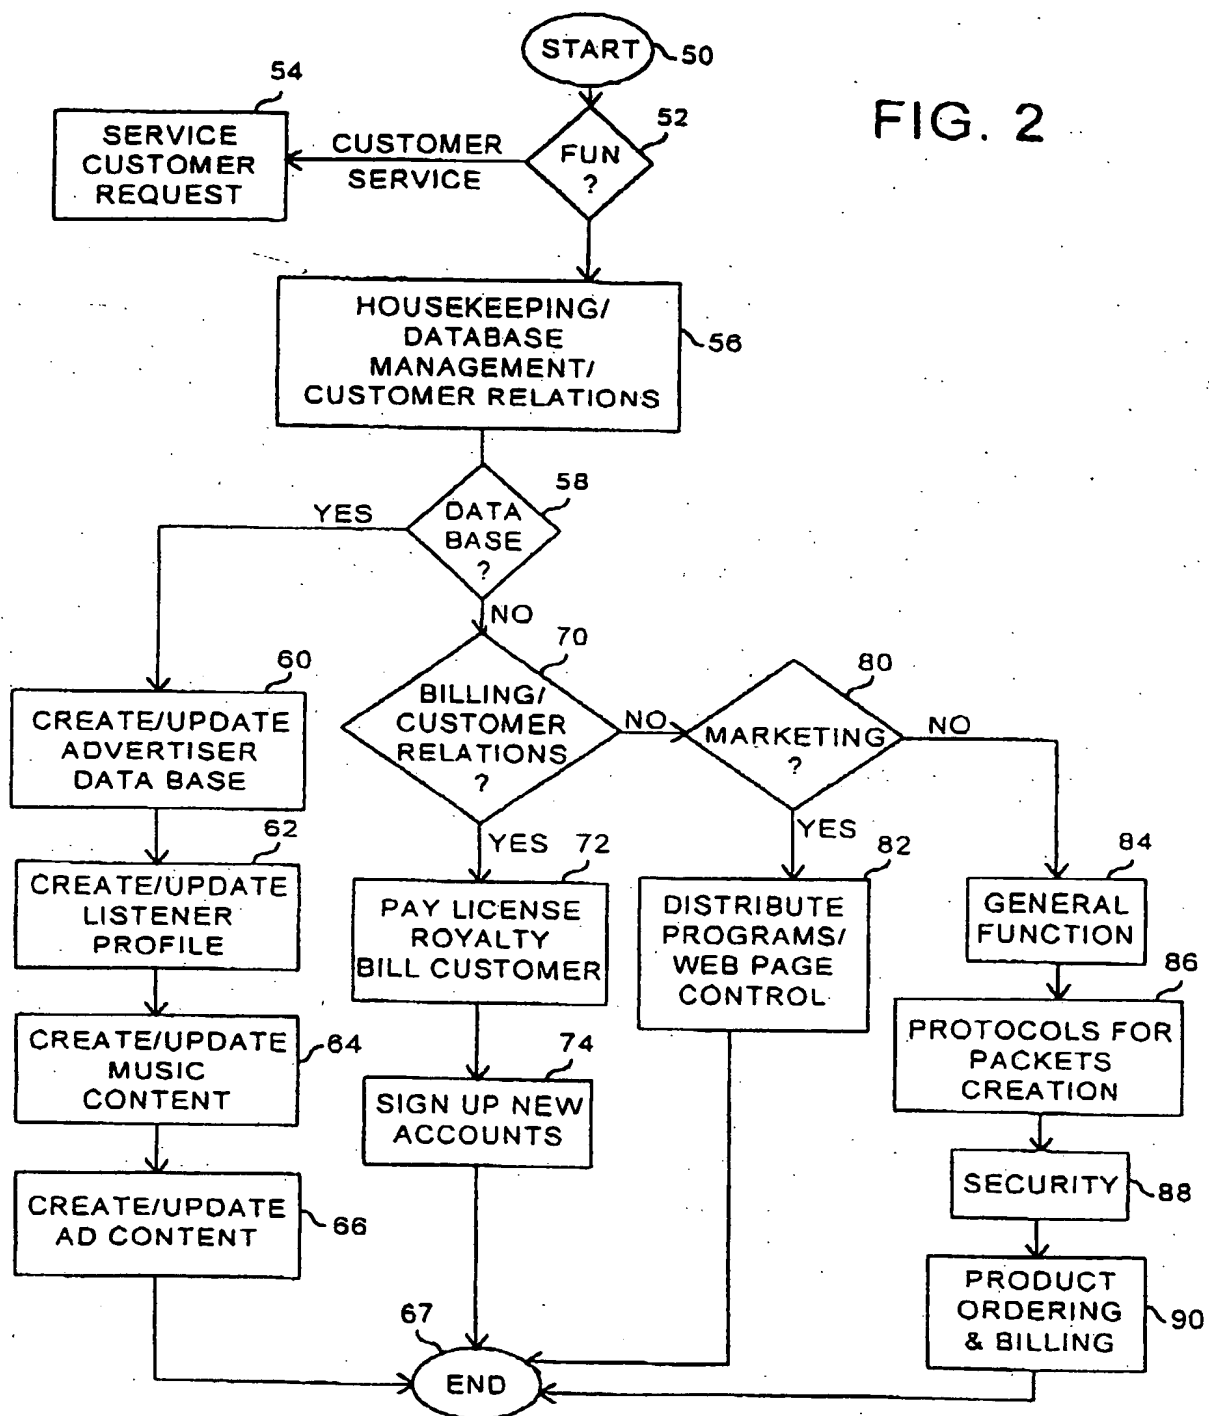 START
50
FIG. 2
54
52
SERVICE
CUSTOMER
REQUEST
CUSTOMER
SERVICE
FUN
?
HOUSEKEEPING/
DATABASE
MANAGEMENT/
CUSTOMER RELATIONS
56
58
YES
DATA
BASE
?
NO
60
70
80
CREATE/UPDATE
ADVERTISER
DATA BASE
BILLING/
CUSTOMER
RELATIONS
?
NO
MARKETING
?
NO
62
YES
72
YES
82
84
CREATE/UPDATE
LISTENER
PROFILE
PAY LICENSE
ROYALTY
BILL CUSTOMER
DISTRIBUTE
PROGRAMS/
WEB PAGE
CONTROL
GENERAL
FUNCTION
86
CREATE/UPDATE
MUSIC
CONTENT
64
74
PROTOCOLS FOR
PACKETS
CREATION
SIGN UP NEW
ACCOUNTS
CREATE/UPDATE
AD CONTENT
66
SECURITY
88
PRODUCT
ORDERING
& BILLING
90
67
END